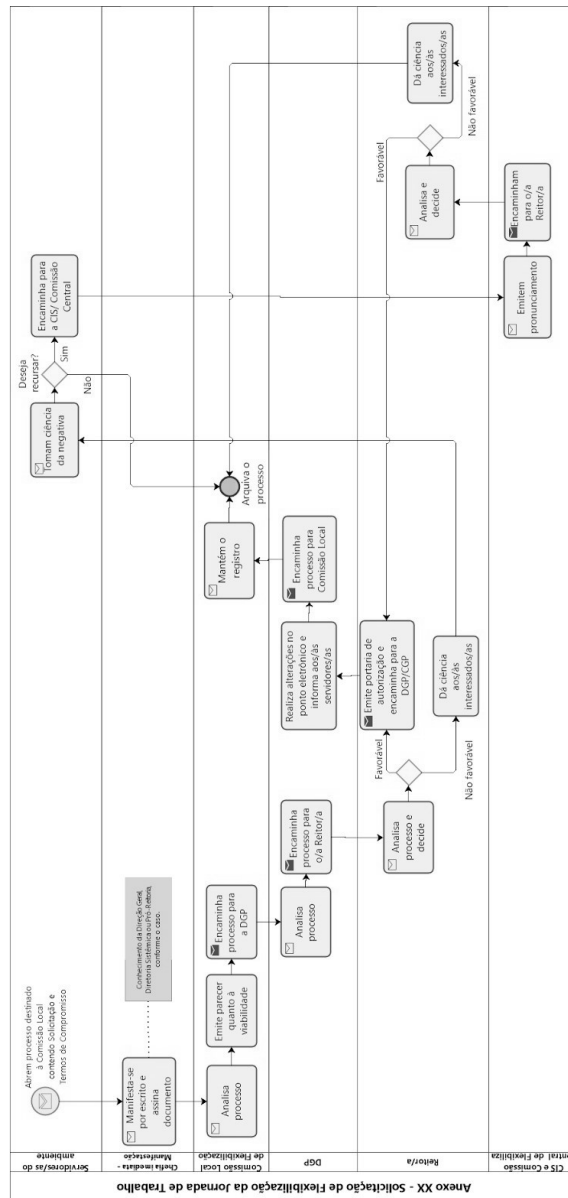 Anexo XX - Solicitação de Flexibilização da Jornada de Trabalho
Servidores/as do
ambiente
Abrem processo destinado
à Comissão Local
contendo Solicitação e
Termos de Compromisso
Tomam ciência
da negativa
Deseja
recursar?
Sim
Não
Encaminha para
a CIS/ Comissão
Central
Chefia imediata -
Manifestação
Manifesta-se
por escrito e
assina
documento
Conhecimento da Direção Geral,
Diretoria Sistêmica ou Pró-Reitoria,
conforme o caso.
Comissão Local
de Flexibilização
Analisa
processo
Emite parecer
quanto à
viabilidade
Encaminha
processo para
a DGP
Mantém o
registro
Arquiva o
processo
DGP
Analisa
processo
Encaminha
processo para
o/a Reitor/a
Realiza alterações no
ponto eletrônico e
informa aos/às
servidores/as
Encaminha
processo para
Comissão Local
Reitor/a
Analisa
processo e
decide
Favorável
Não favorável
Emite portaria de
autorização e
encaminha para a
DGP/CGP
Dá ciência
aos/às
interessados/as
Analisa e
decide
Favorável
Não favorável
Dá ciência
aos/às
interessados/as
CIS e Comissão
ntral de Flexibiliza
Emitem
pronunciamento
Encaminham
para o/a
Reitor/a